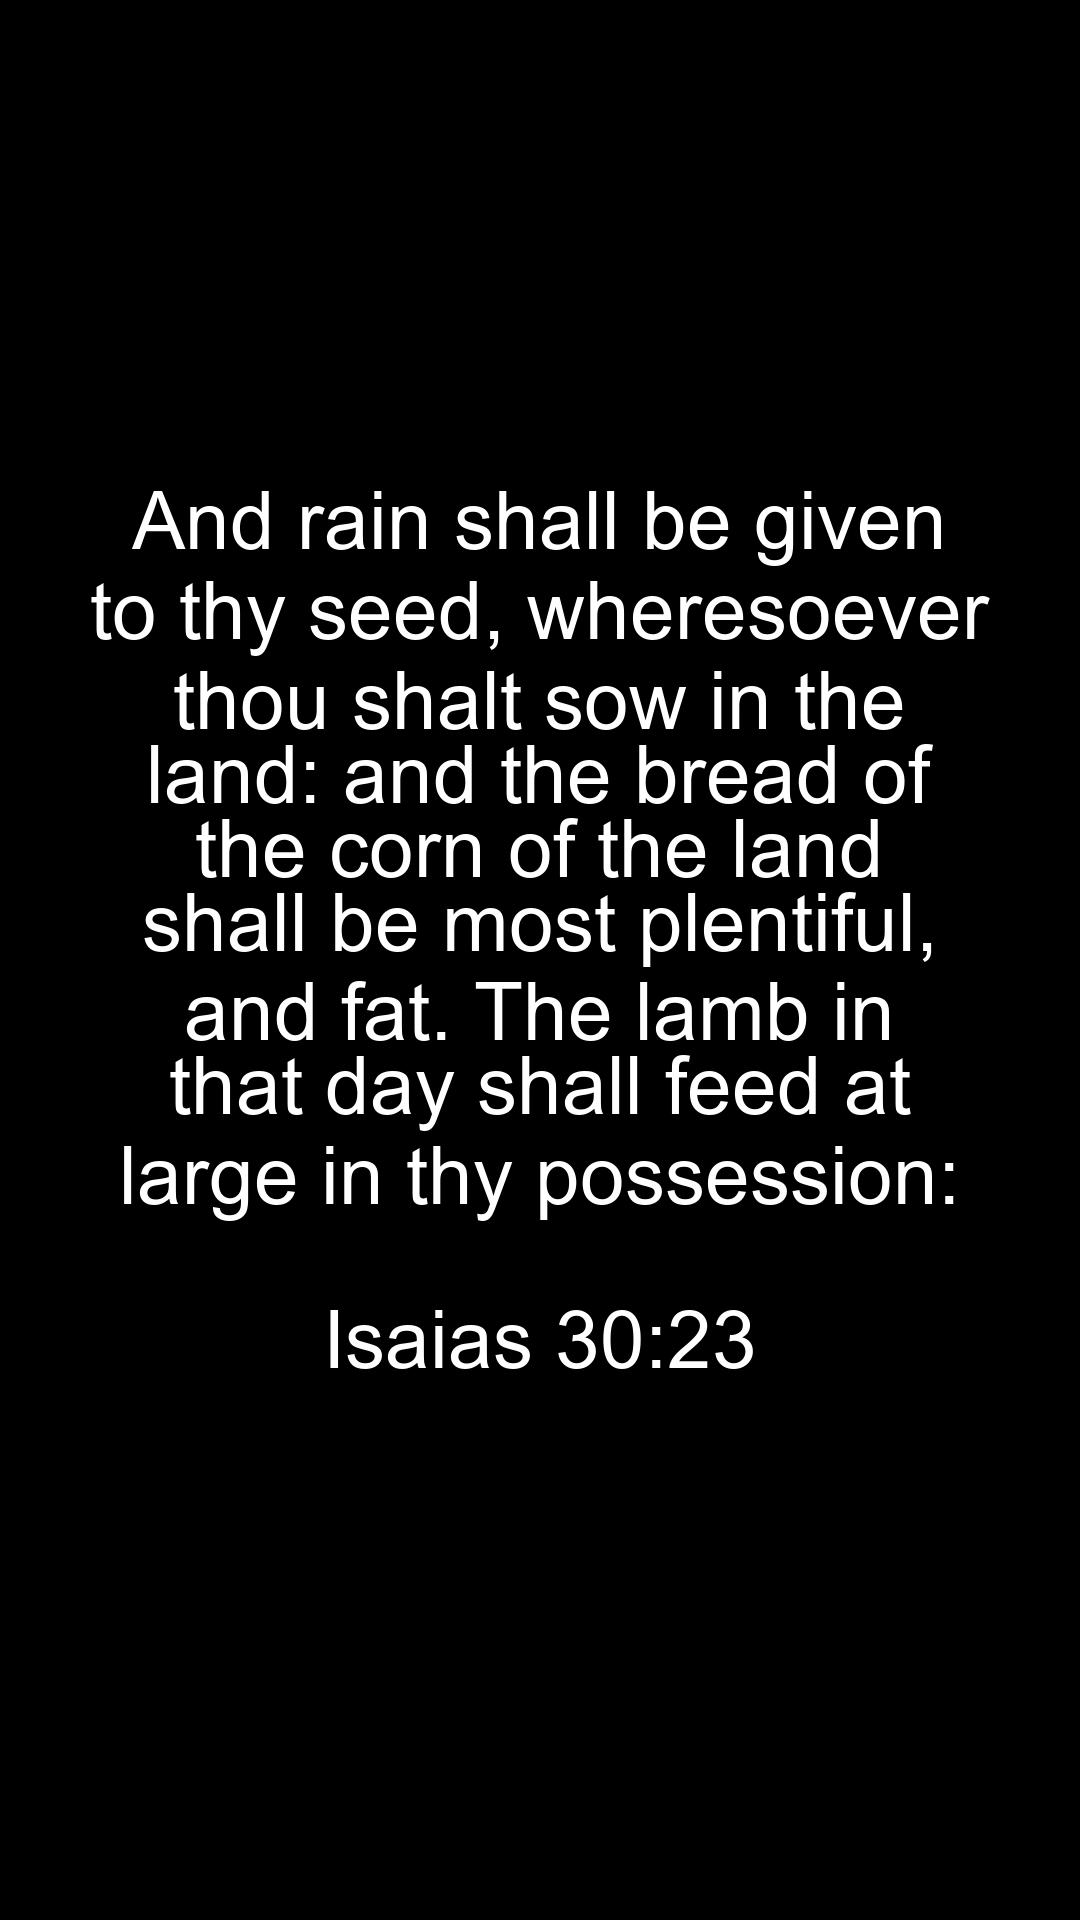 And rain shall be given
to thy seed, wheresoever
thou shalt sow in the
land: and the bread of
the corn of the land
shall be most plentiful,
and fat. The lamb in
that day shall feed at
large in thy possession:
Isaias 30:23